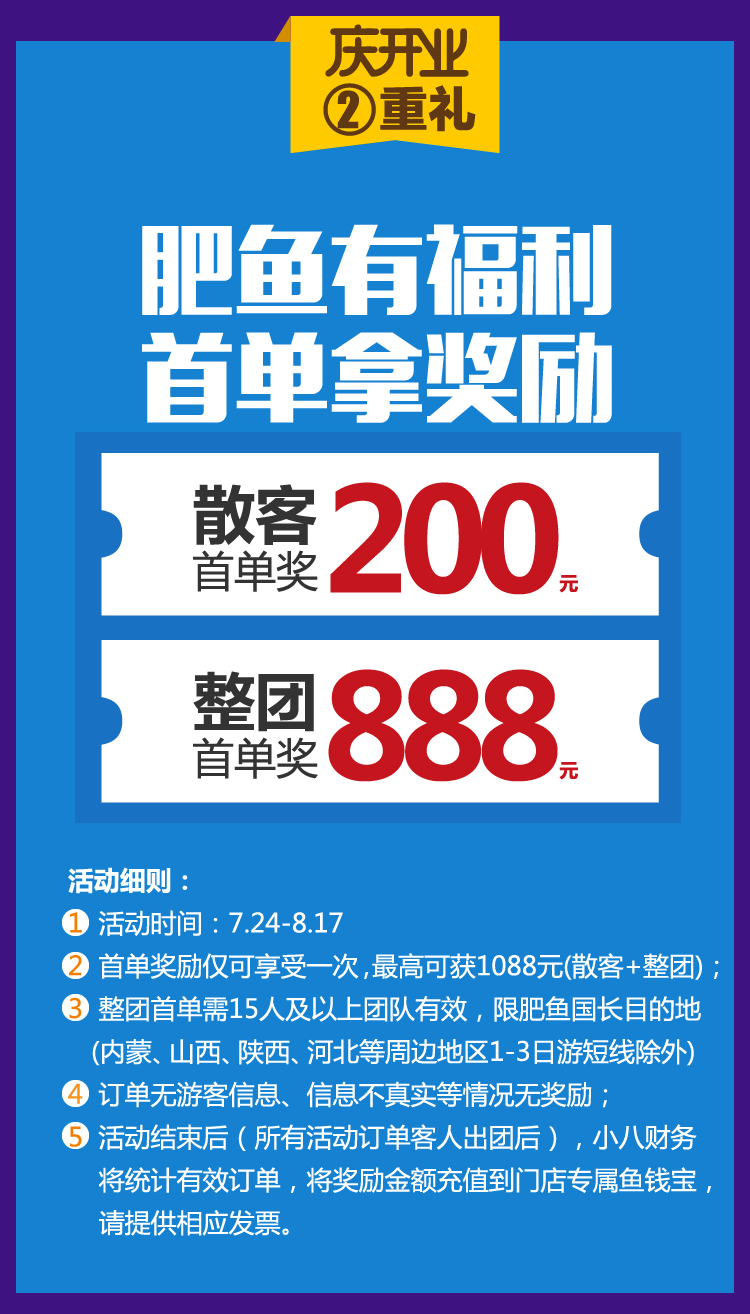 庆开业
②重礼
肥鱼有福利
首单拿奖励
散客
首单奖
200元
整团
首单奖
888元
活动细则：
① 活动时间：7.24-8.17
② 首单奖励仅可享受一次，最高可获1088元(散客+整团)；
③ 整团首单需15人及以上团队有效，限肥鱼国长目的地
(内蒙、山西、陕西、河北等周边地区1-3日游短线除外)
④ 订单无游客信息、信息不真实等情况无奖励；
⑤ 活动结束后（所有活动订单客人出团后），小八财务
将统计有效订单，将奖励金额充值到门店专属鱼钱宝，
请提供相应发票。